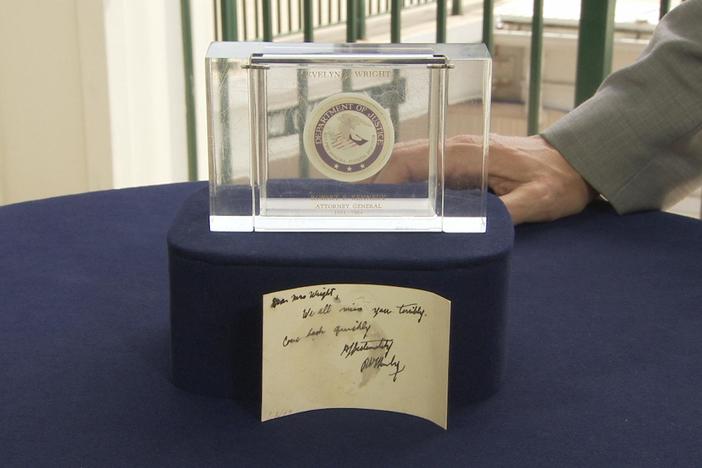 EVELYN WRIGHT
DEPARTMENT OF JUSTICE
ROBERT F. KENNEDY
ATTORNEY GENERAL
1961 - 1964
Dear Mrs Wright,
We all miss you terribly.
Come back quickly
Affectionately